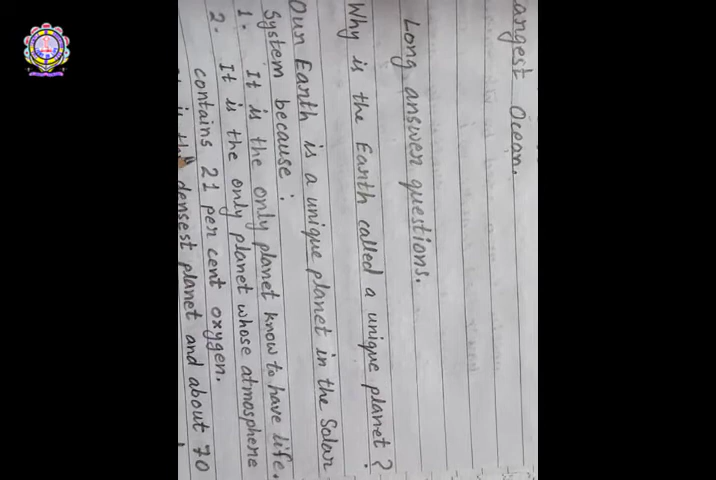 angest Ocean.
Long answer questions.
Why is the Earth called a unique planet?
Our Earth is a unique planet in the Solar
System because :
1. It is the only planet know to have life.
2. It is the only planet whose atmosphere
contains 21 per cent oxygen.
densest planet and about 70